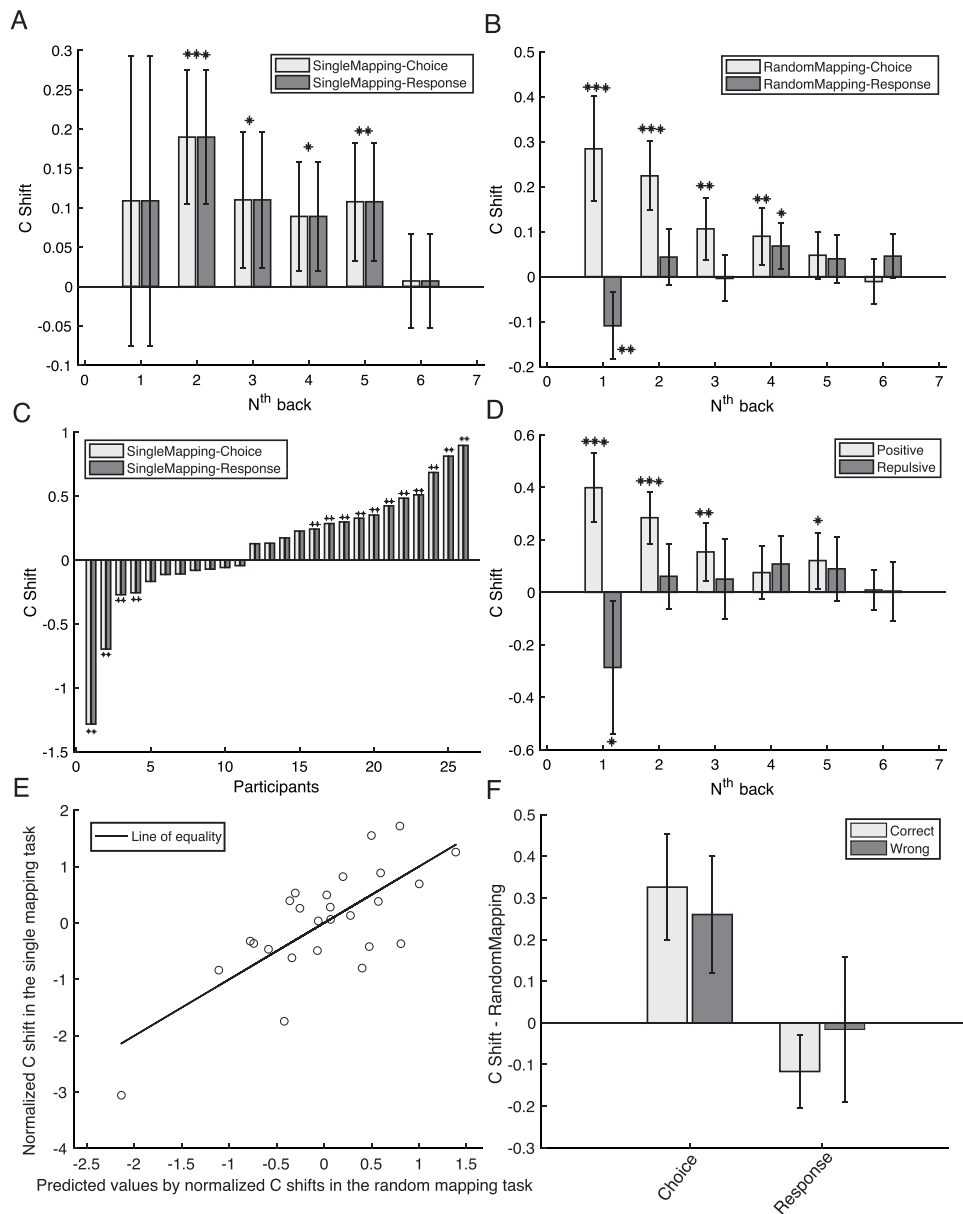 A
0.3
0.25
0.2
0.15
0.1
0.05
0
-0.05
-0.1
C Shift
SingleMapping-Choice
SingleMapping-Response
***
*
*
**
0 1 2 3 4 5 6 7
Nth back
B
0.5
0.4
0.3
0.2
0.1
0
-0.1
-0.2
C Shift
RandomMapping-Choice
RandomMapping-Response
***
***
**
**
*
**
0 1 2 3 4 5 6 7
Nth back
C
1
0.5
0
-0.5
-1
-1.5
C Shift
SingleMapping-Choice
SingleMapping-Response
** ** ** ** ** ** ** ** ** ** **
** ** ** **
0 5 10 15 20 25
Participants
D
0.6
0.4
0.2
0
-0.2
-0.4
-0.6
C Shift
Positive
Repulsive
***
***
**
*
*
0 1 2 3 4 5 6 7
Nth back
E
2
1
0
-1
-2
-3
-4
Normalized C shift in the single mapping task
Line of equality
-2.5 -2 -1.5 -1 -0.5 0 0.5 1 1.5
Predicted values by normalized C shifts in the random mapping task
F
0.5
0.4
0.3
0.2
0.1
0
-0.1
-0.2
-0.3
C Shift - RandomMapping
Correct
Wrong
Choice
Response